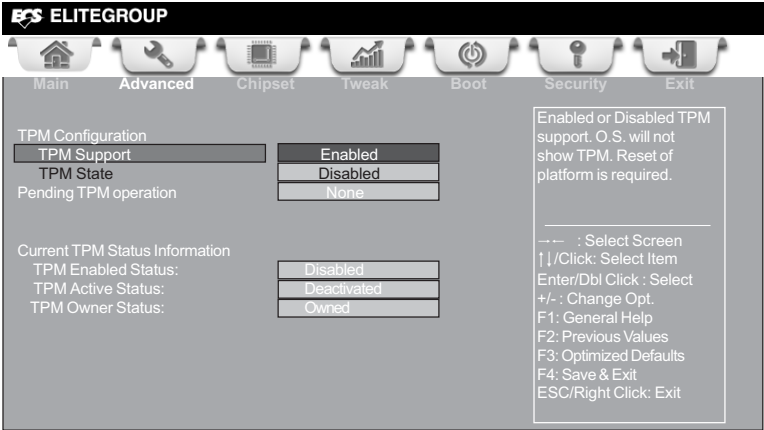 ECS ELITEGROUP
Main Advanced Chipset Tweak Boot Security Exit
TPM Configuration
TPM Support Enabled
TPM State Disabled
Pending TPM operation None
Current TPM Status Information
TPM Enabled Status: Disabled
TPM Active Status: Deactivated
TPM Owner Status: Owned
Enabled or Disabled TPM
support. O.S. will not
show TPM. Reset of
platform is required.
→← : Select Screen
↑↓/Click: Select Item
Enter/Dbl Click : Select
+/- : Change Opt.
F1: General Help
F2: Previous Values
F3: Optimized Defaults
F4: Save & Exit
ESC/Right Click: Exit